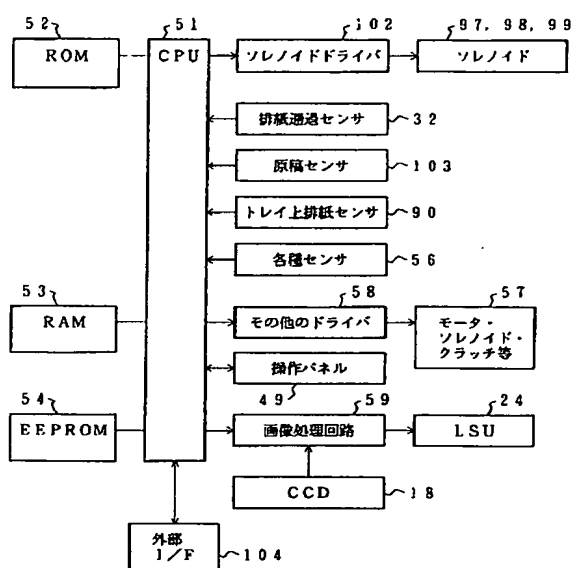 52
51
102
97, 98, 99
ROM
CPU
ソレノイドドライバ
ソレノイド
排紙通過センサ
32
原稿センサ
103
トレイ上排紙センサ
90
各種センサ
56
53
58
57
RAM
その他のドライバ
モータ・
ソレノイド・
クラッチ等
操作パネル
54
49
59
24
EEPROM
画像処理回路
LSU
CCD
18
外部
I/F
104